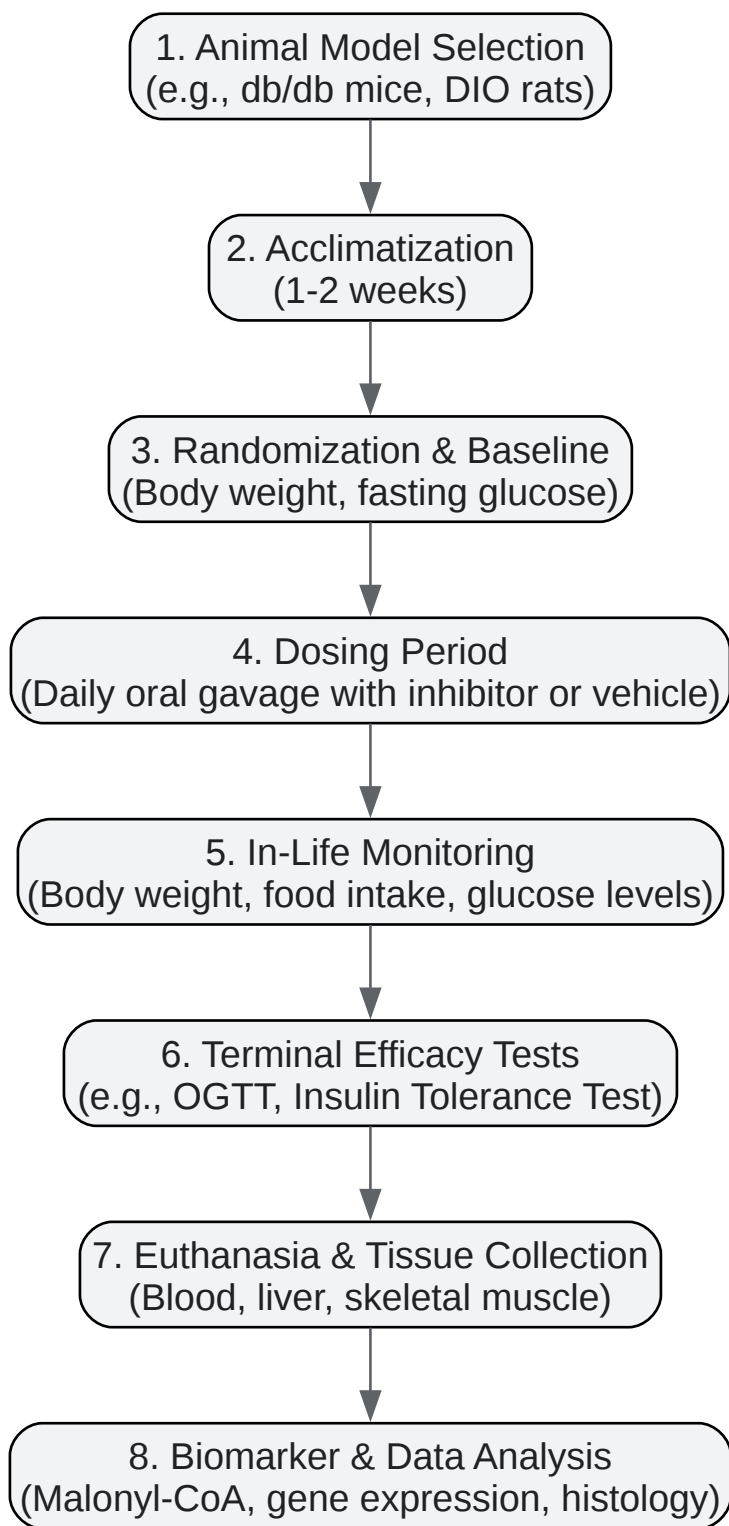 1. Animal Model Selection
(e.g., db/db mice, DIO rats)
2. Acclimatization
(1-2 weeks)
3. Randomization & Baseline
(Body weight, fasting glucose)
4. Dosing Period
(Daily oral gavage with inhibitor or vehicle)
5. In-Life Monitoring
(Body weight, food intake, glucose levels)
6. Terminal Efficacy Tests
(e.g., OGTT, Insulin Tolerance Test)
7. Euthanasia & Tissue Collection
(Blood, liver, skeletal muscle)
8. Biomarker & Data Analysis
(Malonyl-CoA, gene expression, histology)